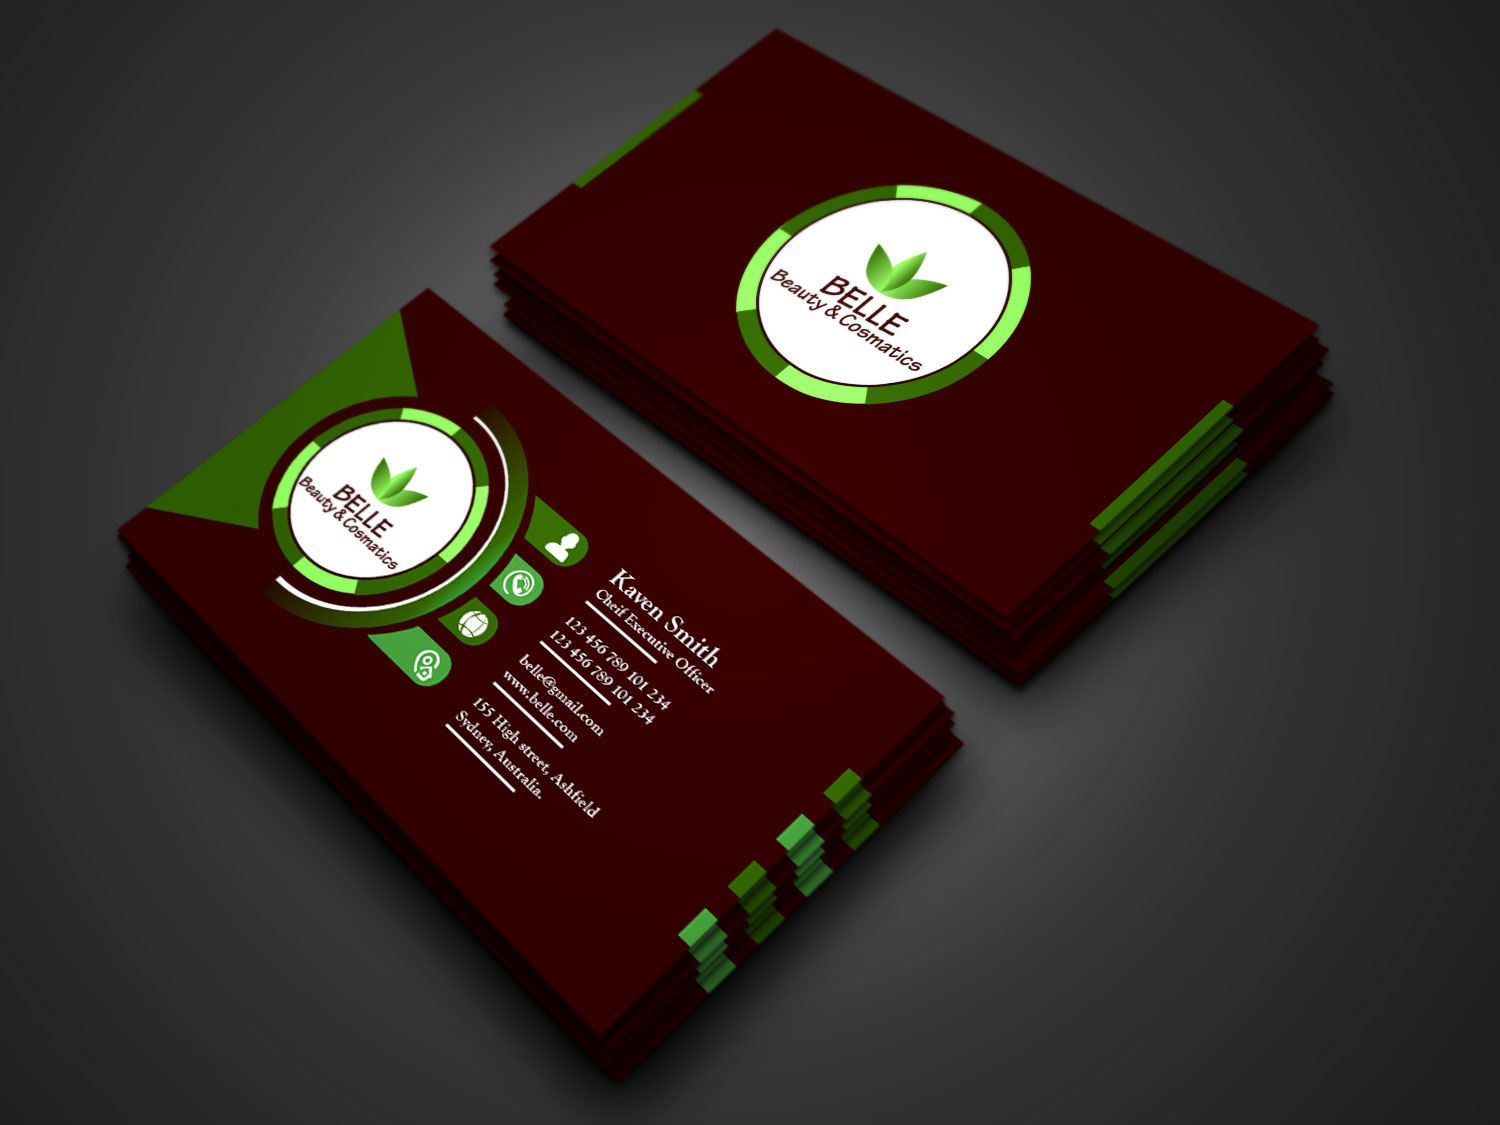 BELLE
Beauty & Cosmatics
BELLE
Beauty & Cosmatics
Kaven Smith
Cheif Executive Officer
123 456 789 101 234
123 456 789 101 234
belle@gmail.com
www.belle.com
155 High street, Ashfield
Sydney, Australia.